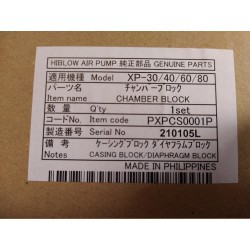 HIBLOW AIR PUMP 純正部品 GENUINE PARTS
適用機種 Model XP-30/40/60/80
パーツ名 チャンバーブロック
Item name CHAMBER BLOCK
数量 Q'ty 1set
コードNo. Item code PXPCS0001P
製造番号 Serial No 210105L
備考 ケーシングブロック ダイヤフラムブロック
Notes CASING BLOCK/DIAPHRAGM BLOCK
MADE IN PHILIPPINES